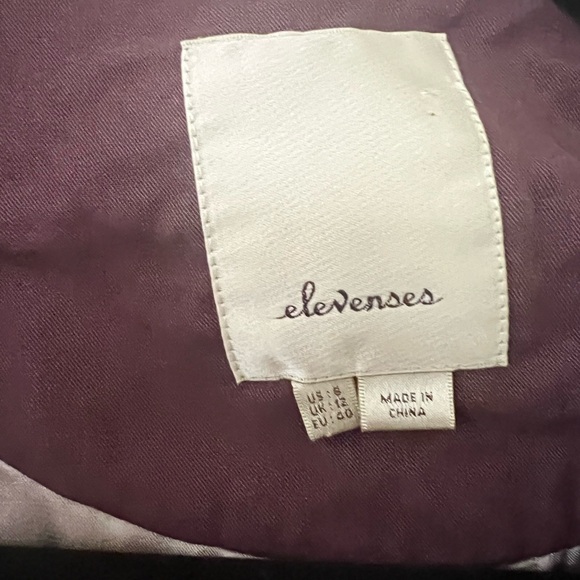 elevenses
US : 8
UK : 12
EU : 40
MADE IN
CHINA